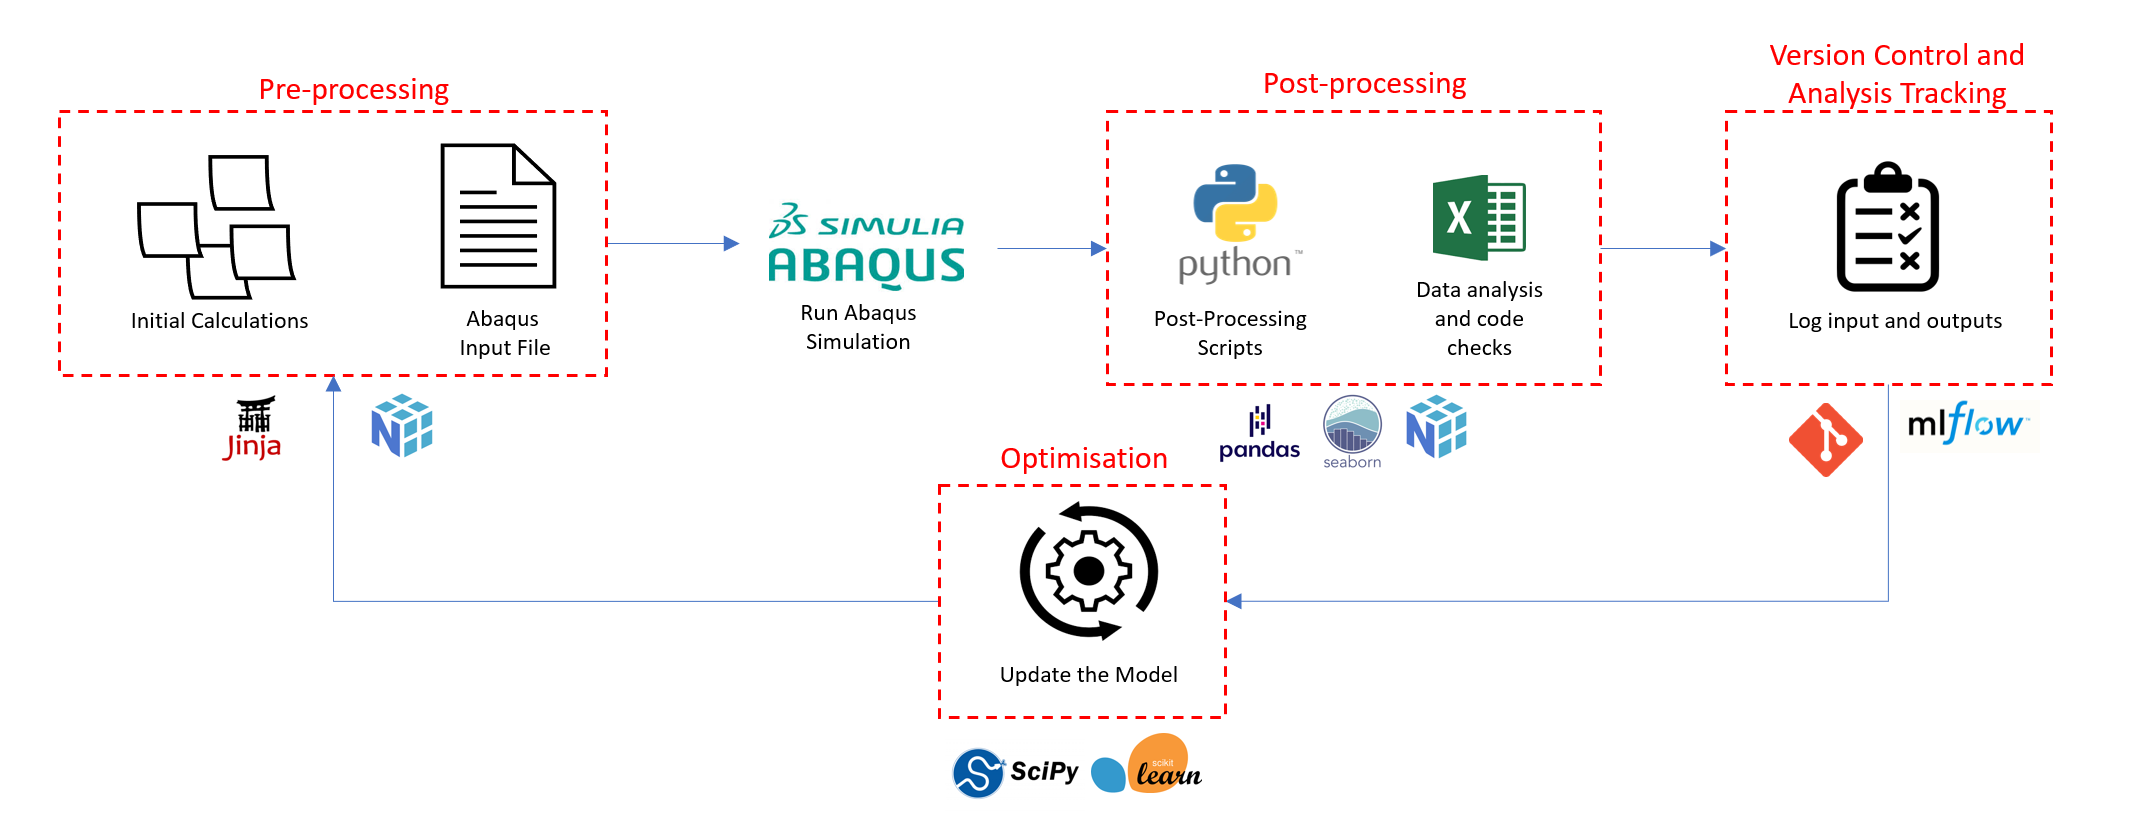 Pre-processing
Initial Calculations
Abaqus
Input File
Jinja
N
SIMULIA
ABAQUS
Run Abaqus
Simulation
Post-processing
python™
Post-Processing
Scripts
X
Data analysis
and code
checks
pandas
seaborn
N
Version Control and
Analysis Tracking
Log input and outputs
mlflow™
Optimisation
Update the Model
SciPy
scikit
learn